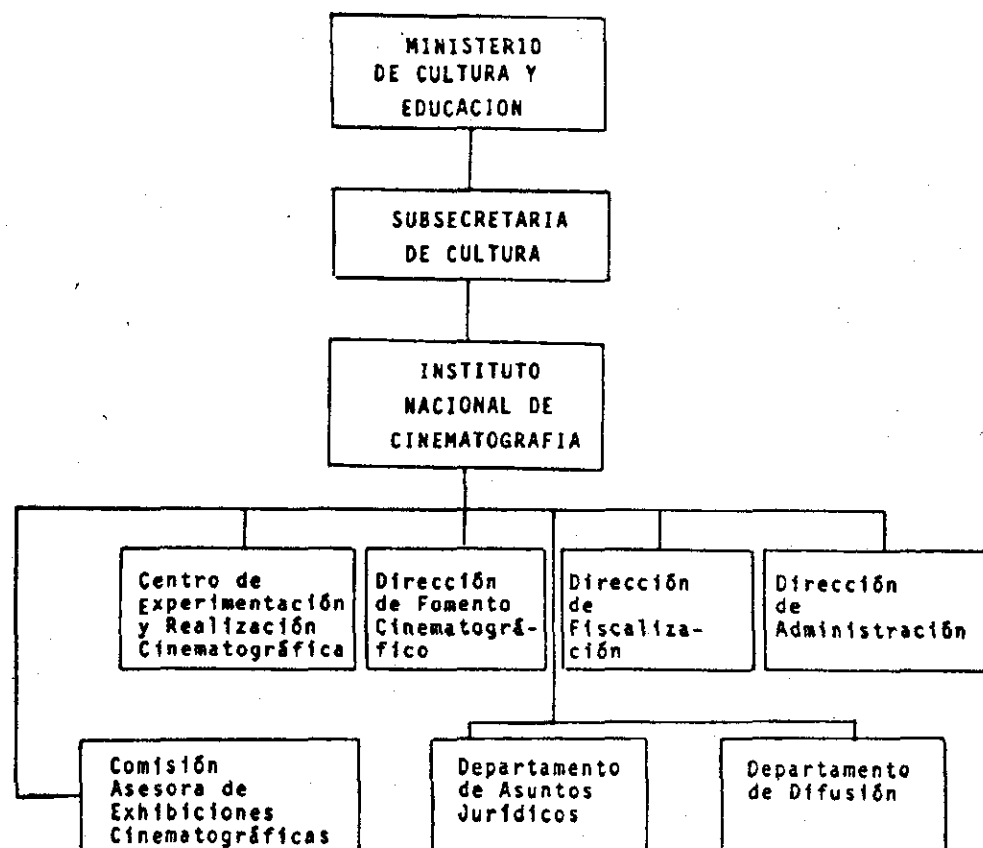 MINISTERIO
DE CULTURA Y
EDUCACION
SUBSECRETARIA
DE CULTURA
INSTITUTO
NACIONAL DE
CINEMATOGRAFIA
Centro de
Experimentación
y Realización
Cinematográfica
Dirección
de Fomento
Cinematográ-
fico
Dirección
de
Fiscaliza-
ción
Dirección
de
Administración
Comisión
Asesora de
Exhibiciones
Cinematográficas
Departamento
de Asuntos
Jurídicos
Departamento
de Difusión